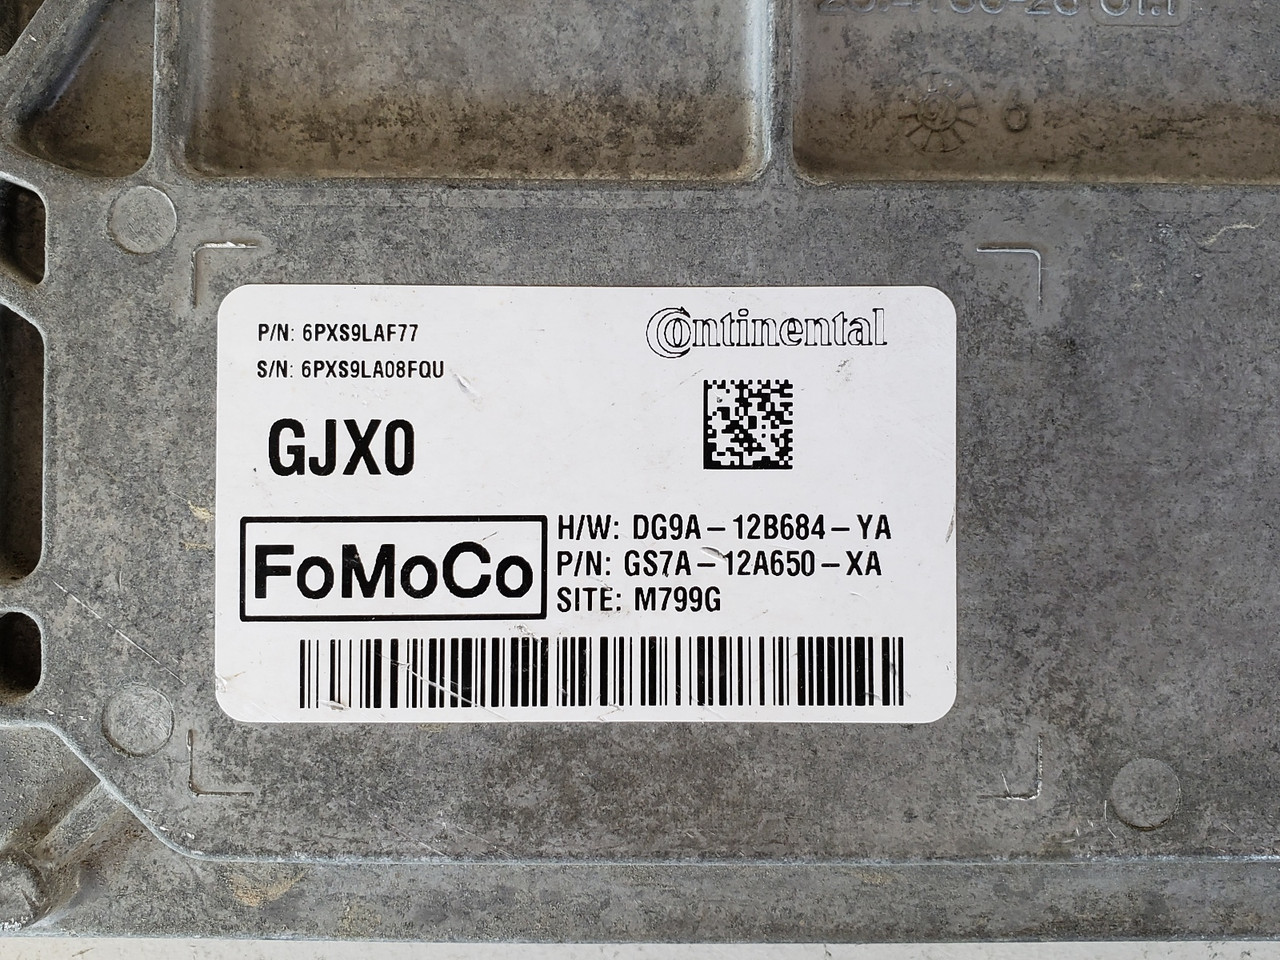 P/N: 6PXS9LAF77
S/N: 6PXS9LA08FQU
Continental
GJX0
FoMoCo
H/W: DG9A-12B684-YA
P/N: GS7A-12A650-XA
SITE: M799G